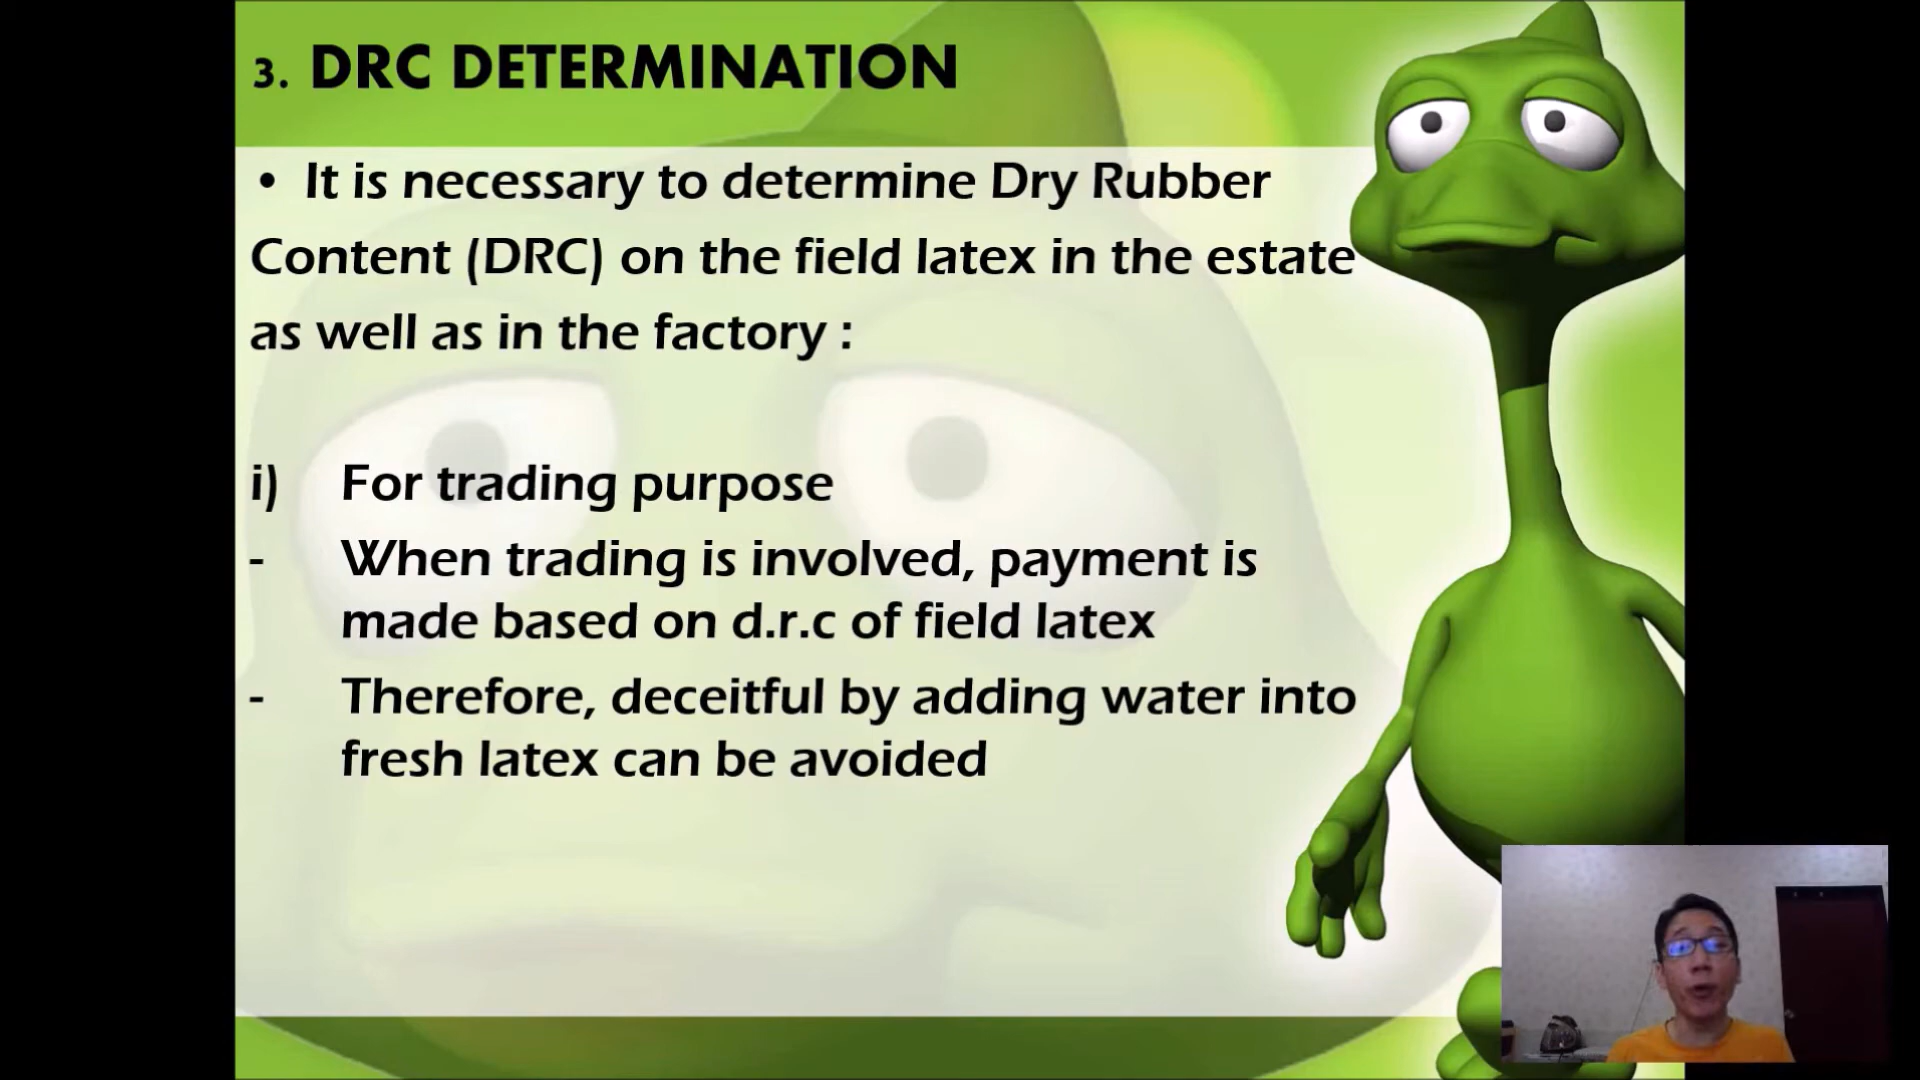 3. DRC DETERMINATION
• It is necessary to determine Dry Rubber
Content (DRC) on the field latex in the estate
as well as in the factory :
i) For trading purpose
- When trading is involved, payment is
made based on d.r.c of field latex
- Therefore, deceitful by adding water into
fresh latex can be avoided